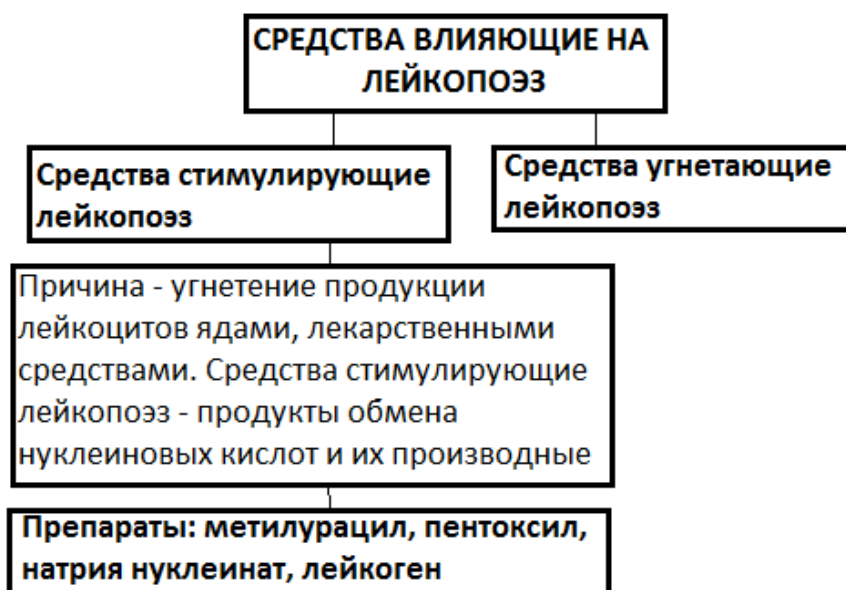 СРЕДСТВА ВЛИЯЮЩИЕ НА
ЛЕЙКОПОЭЗ
Средства стимулирующие
лейкопоэз
Средства угнетающие
лейкопоэз
Причина - угнетение продукции
лейкоцитов ядами, лекарственными
средствами. Средства стимулирующие
лейкопоэз - продукты обмена
нуклеиновых кислот и их производные
Препараты: метилурацил, пентоксил,
натрия нуклеинат, лейкоген